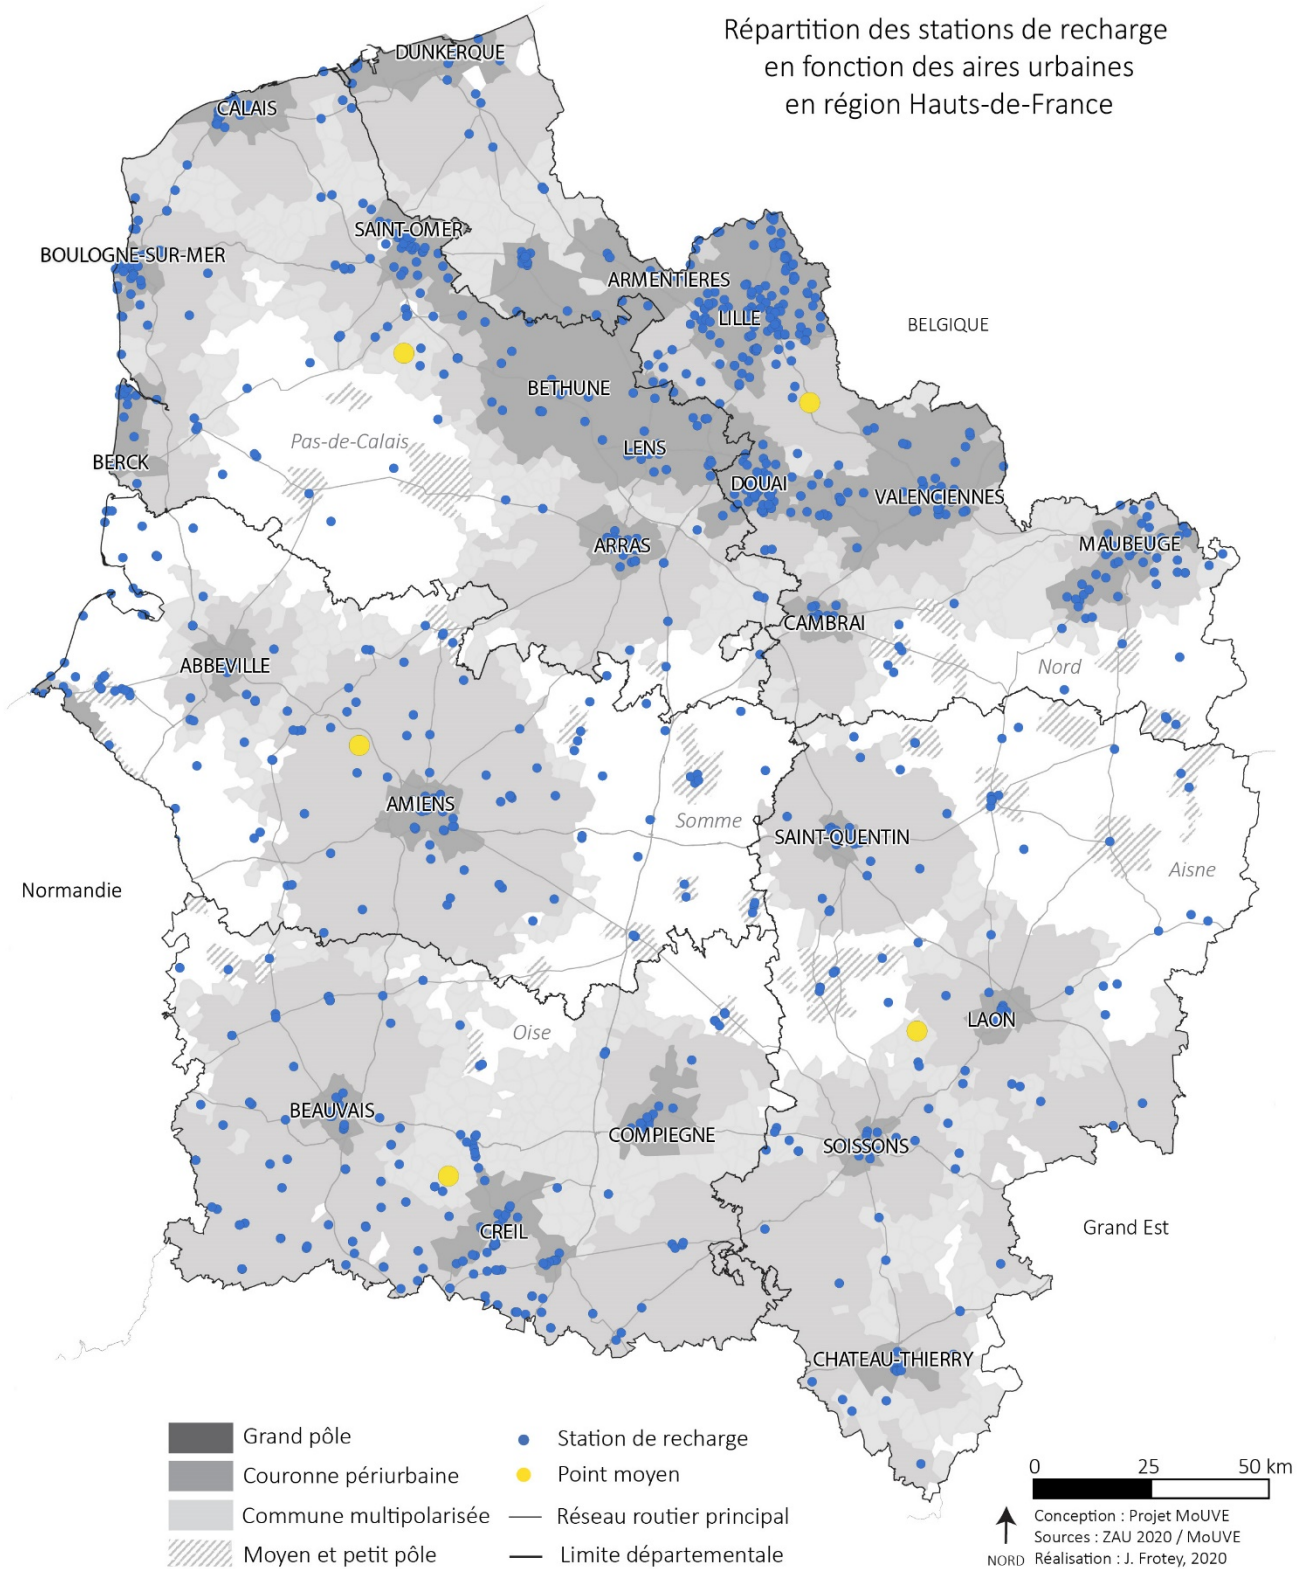 Répartition des stations de recharge
en fonction des aires urbaines
en région Hauts-de-France
DUNKERQUE
CALAIS
SAINT-OMER
BOULOGNE-SUR-MER
ARMENTIERES
LILLE
BELGIQUE
BETHUNE
Pas-de-Calais
LENS
BERCK
DOUAI
VALENCIENNES
ARRAS
MAUBEUGE
CAMBRAI
ABBEVILLE
Nord
AMIENS
Somme
SAINT-QUENTIN
Aisne
Normandie
LAON
Oise
BEAUVAIS
COMPIEGNE
SOISSONS
CREIL
Grand Est
CHATEAU-THIERRY
Grand pôle
Couronne périurbaine
Commune multipolarisée
Moyen et petit pôle
Station de recharge
Point moyen
Réseau routier principal
Limite départementale
0 25 50 km
NORD
Conception : Projet MoUVE
Sources : ZAU 2020 / MoUVE
Réalisation : J. Frotey, 2020